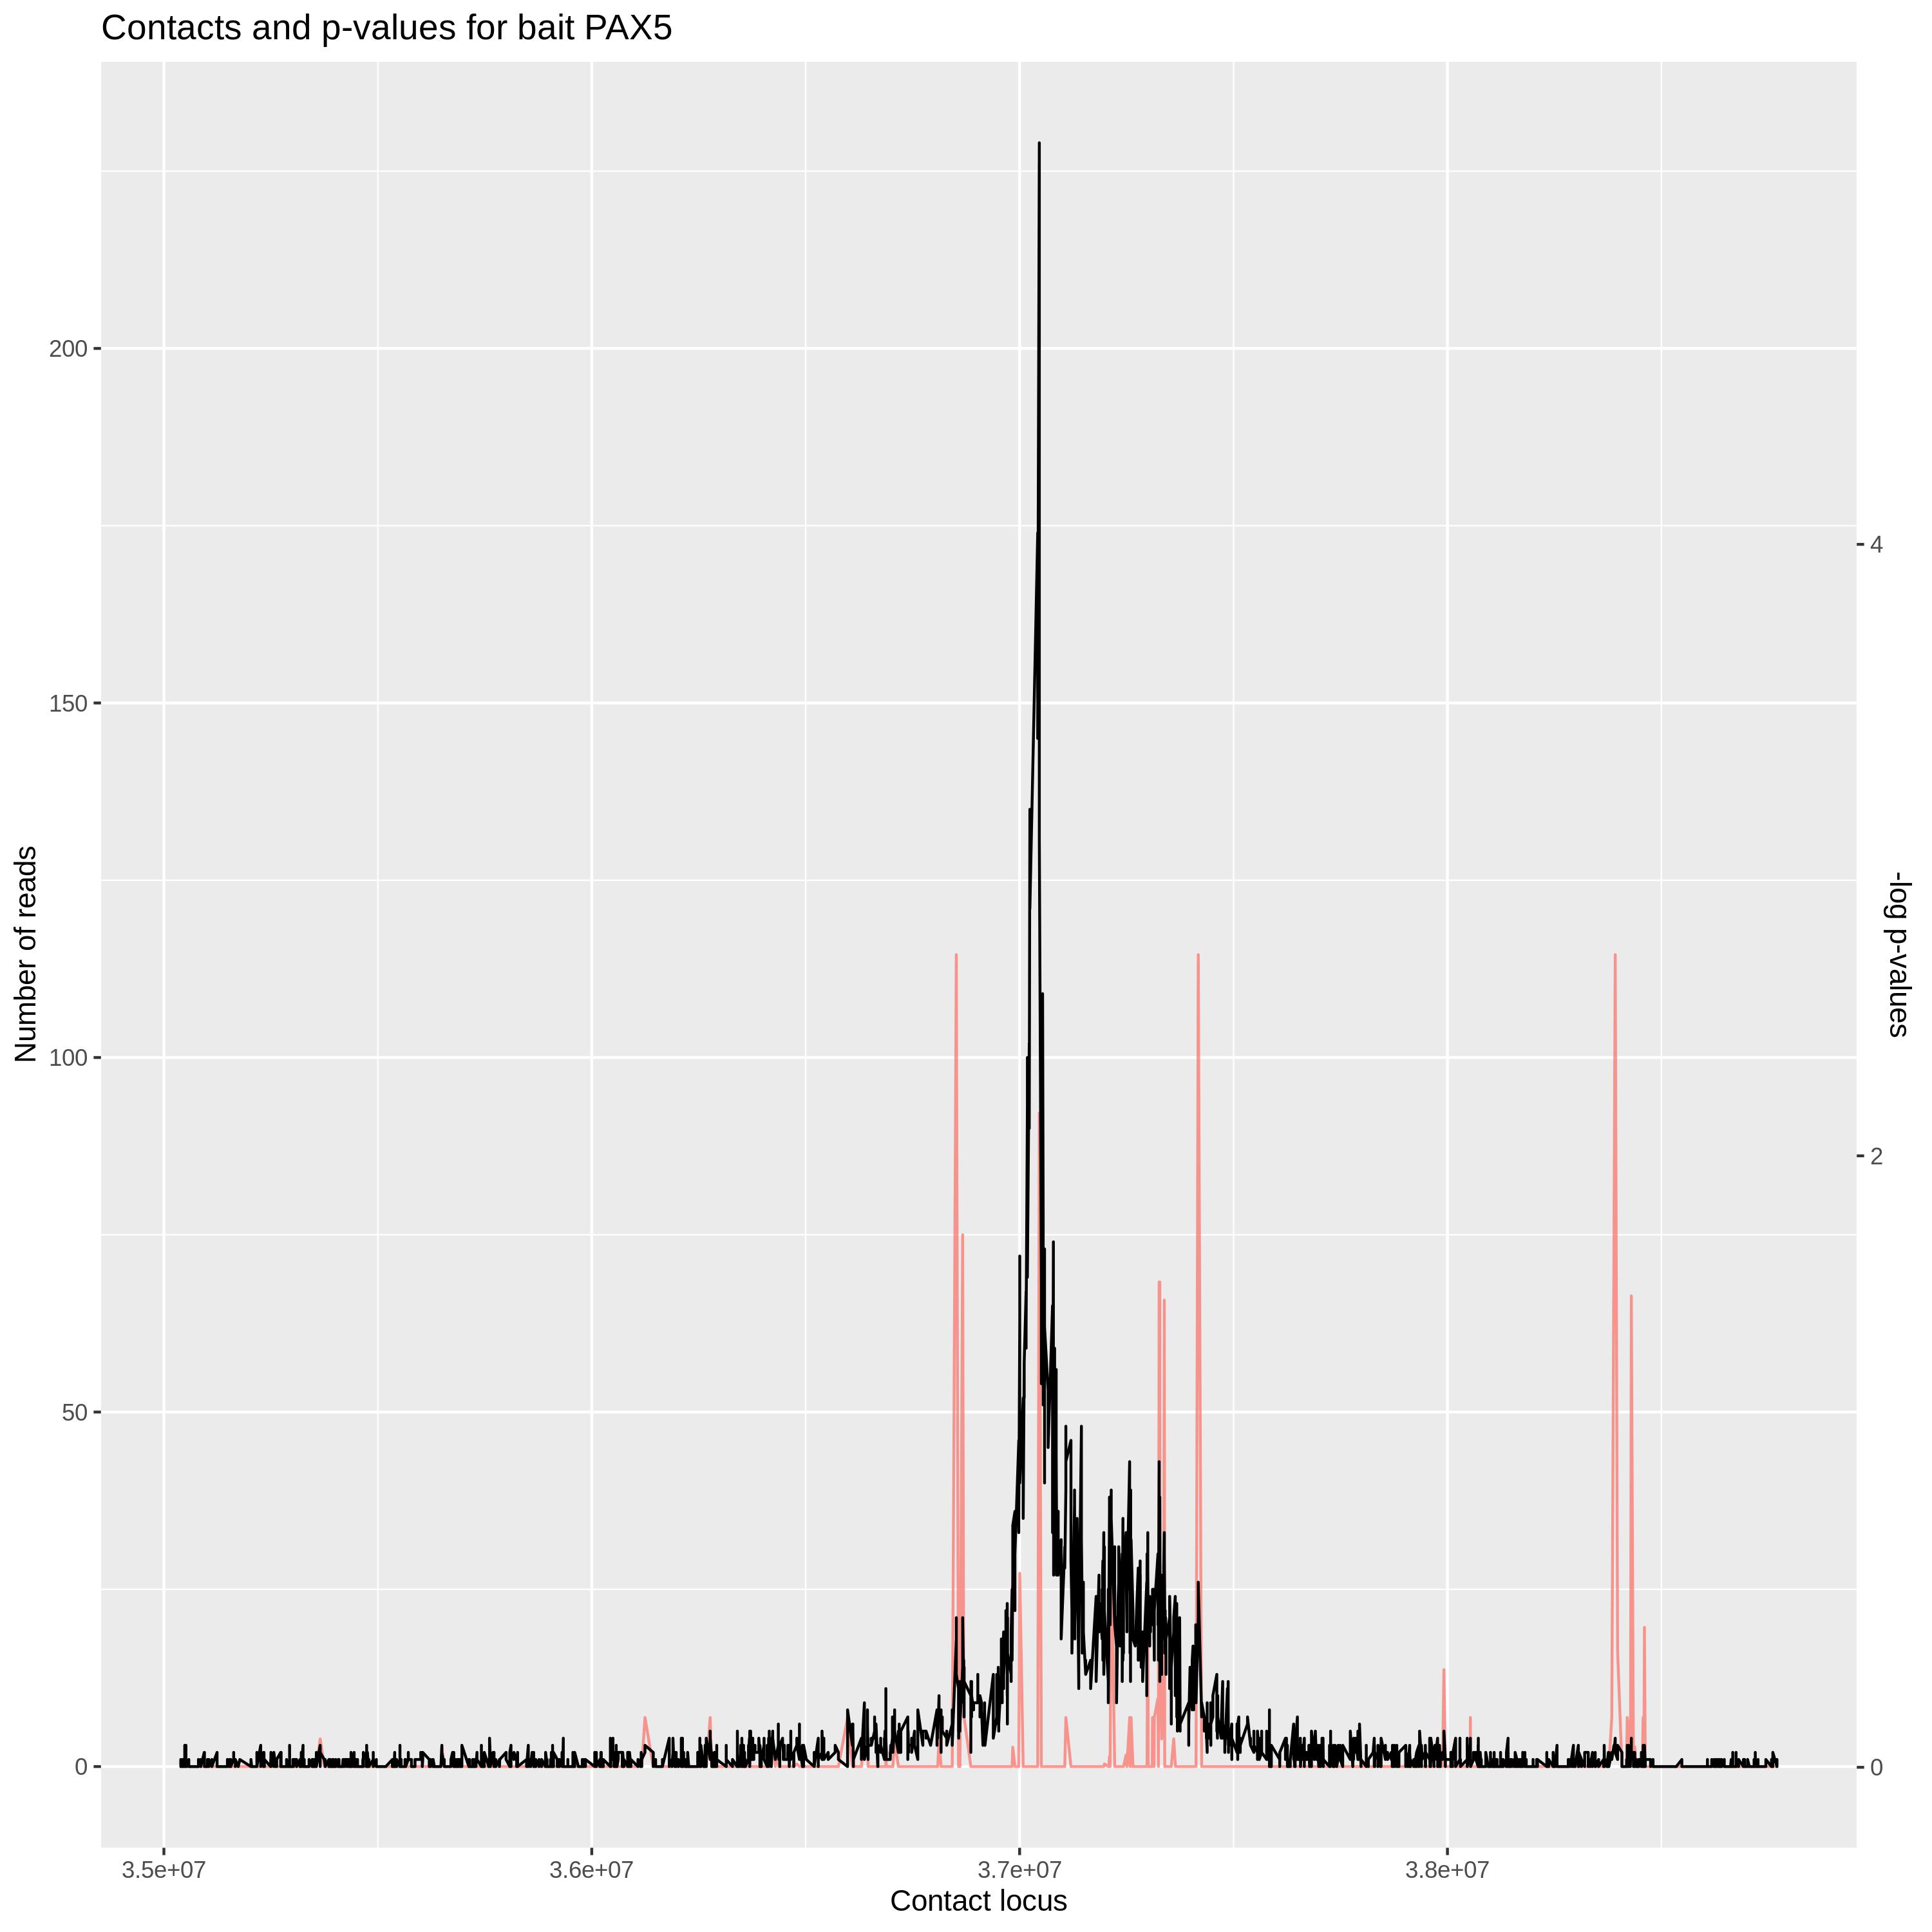 Contacts and p-values for bait PAX5
Number of reads
200
150
100
50
0
4
2
0
-log p-values
3.5e+07
3.6e+07
3.7e+07
3.8e+07
Contact locus